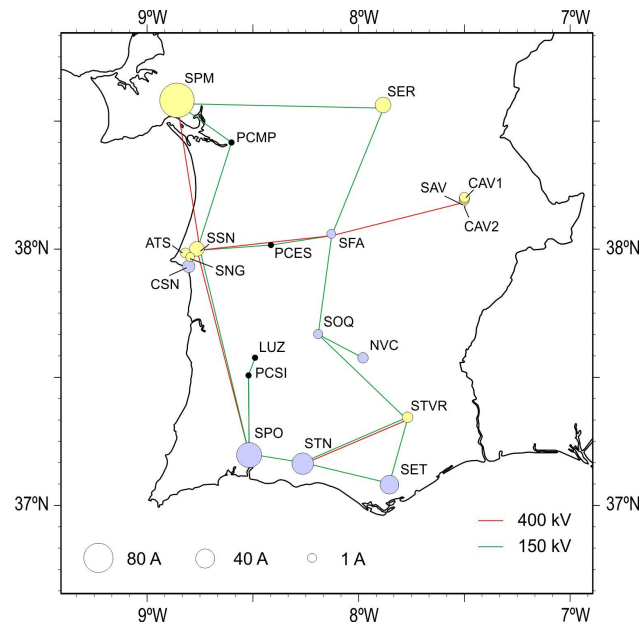 9°W 8°W 7°W
SPM
SER
PCMP
CAV1
SAV
CAV2
38°N 38°N
ATS
SSN
SFA
PCES
SNG
CSN
SOQ
LUZ
NVC
PCSI
STVR
SPO
STN
SET
37°N 37°N
400 kV
150 kV
80 A 40 A 1 A
9°W 8°W 7°W